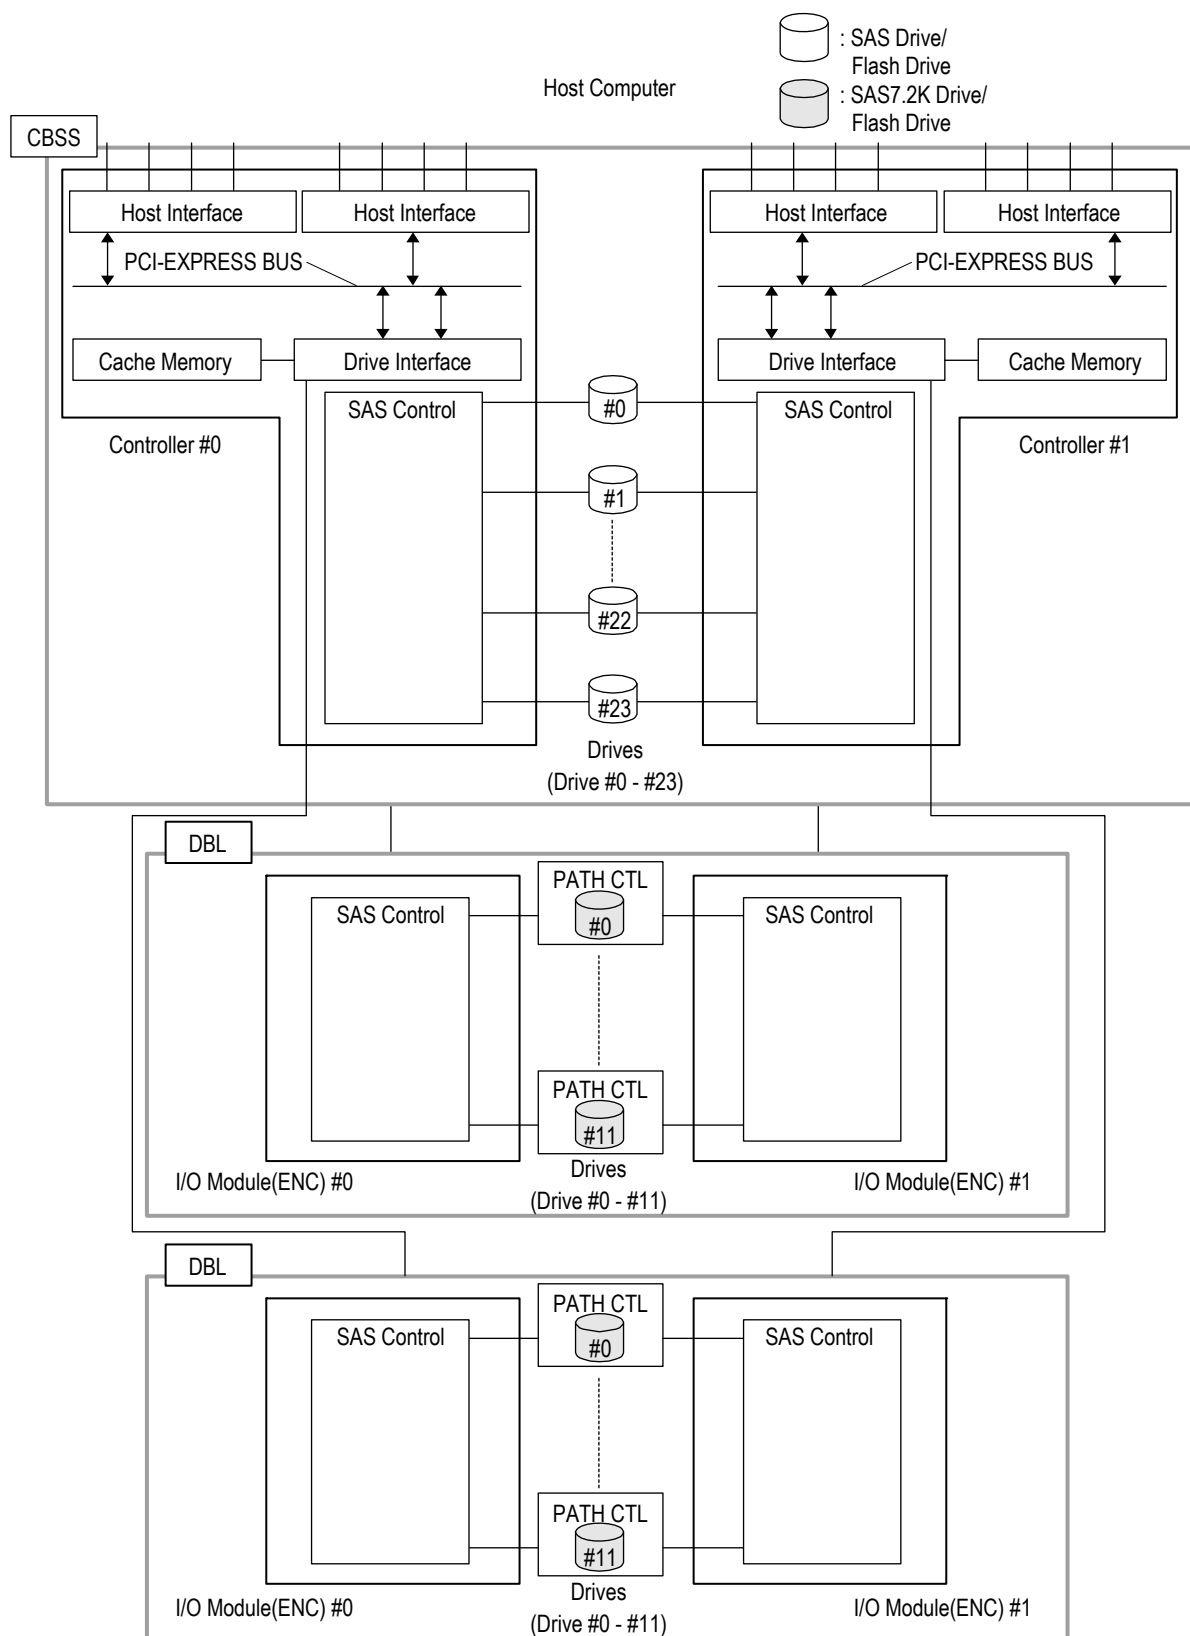 : SAS Drive/
Flash Drive
Host Computer
: SAS7.2K Drive/
Flash Drive
CBSS
Host Interface
Host Interface
Host Interface
Host Interface
PCI-EXPRESS BUS
PCI-EXPRESS BUS
Cache Memory
Drive Interface
Drive Interface
Cache Memory
SAS Control
#0
SAS Control
Controller #0
Controller #1
#1
#22
#23
Drives
(Drive #0 - #23)
DBL
PATH CTL
SAS Control
#0
SAS Control
PATH CTL
#11
I/O Module(ENC) #0
Drives
I/O Module(ENC) #1
(Drive #0 - #11)
DBL
PATH CTL
SAS Control
#0
SAS Control
PATH CTL
#11
I/O Module(ENC) #0
Drives
I/O Module(ENC) #1
(Drive #0 - #11)